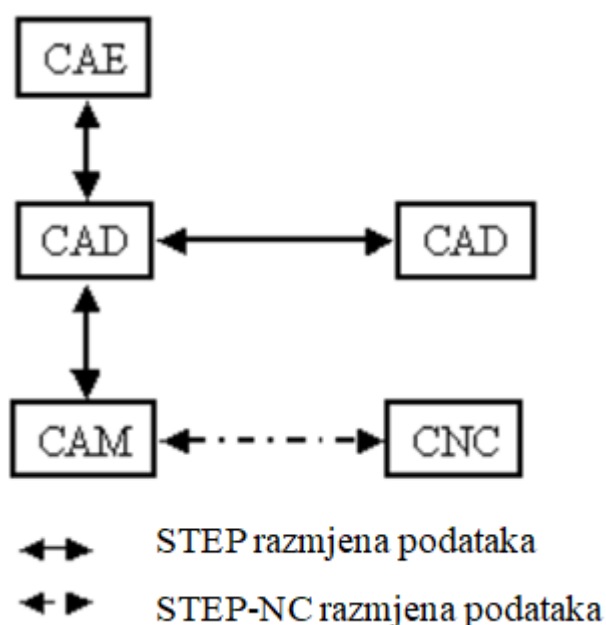 CAE
CAD CAD
CAM CNC
STEP razmjena podataka
STEP-NC razmjena podataka